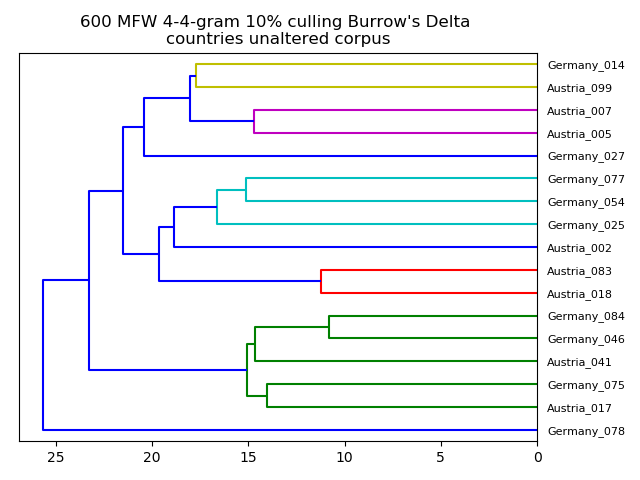 600 MFW 4-4-gram 10% culling Burrow's Delta
countries unaltered corpus
Germany_014
Austria_099
Austria_007
Austria_005
Germany_027
Germany_077
Germany_054
Germany_025
Austria_002
Austria_083
Austria_018
Germany_084
Germany_046
Austria_041
Germany_075
Austria_017
Germany_078
25 20 15 10 5 0